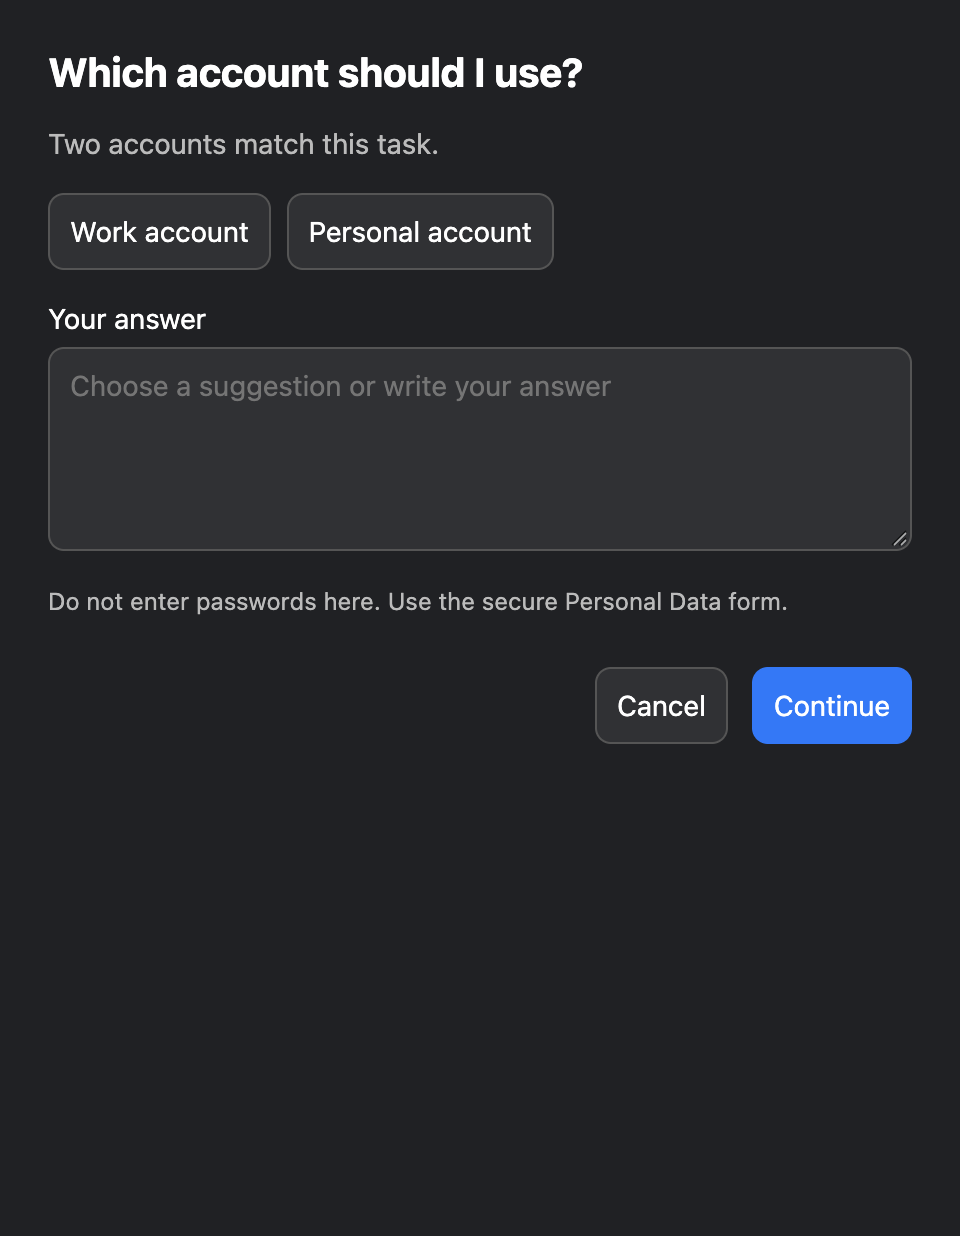 Which account should I use?
Two accounts match this task.
Work account
Personal account
Your answer
Choose a suggestion or write your answer
Do not enter passwords here. Use the secure Personal Data form.
Cancel
Continue